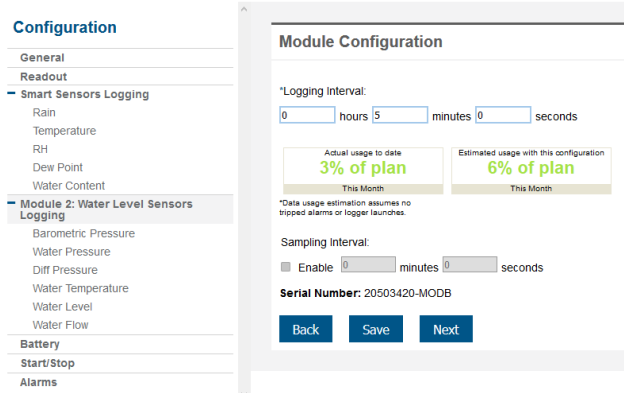 Configuration
General
Readout
Smart Sensors Logging
Rain
Temperature
RH
Dew Point
Water Content
Module 2: Water Level Sensors
Logging
Barometric Pressure
Water Pressure
Diff Pressure
Water Temperature
Water Level
Water Flow
Battery
Start/Stop
Alarms
Module Configuration
*Logging Interval:
0 hours 5 minutes 0 seconds
Actual usage to date
3% of plan
This Month
Estimated usage with this configuration
6% of plan
This Month
*Data usage estimation assumes no
tripped alarms or logger launches.
Sampling Interval:
Enable 0 minutes 0 seconds
Serial Number: 20503420-MODB
Back Save Next